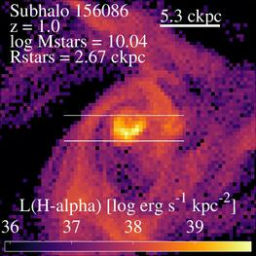 Subhalo 156086
5.3 ckpc
z = 1.0
log Mstars = 10.04
Rstars = 2.67 ckpc
L(H-alpha) [log erg s⁻¹ kpc⁻²]
36 37 38 39